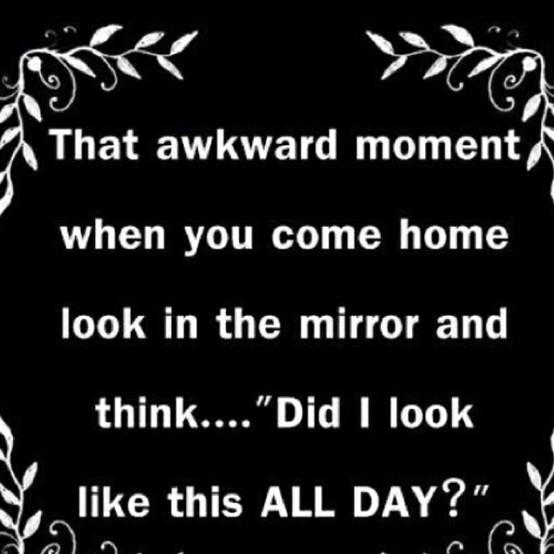 That awkward moment
when you come home
look in the mirror and
think...."Did I look
like this ALL DAY?"